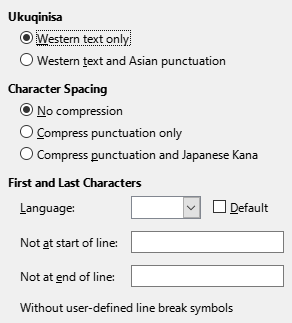 Ukuqinisa
Western text only
Western text and Asian punctuation
Character Spacing
No compression
Compress punctuation only
Compress punctuation and Japanese Kana
First and Last Characters
Language:
Default
Not at start of line:
Not at end of line:
Without user-defined line break symbols